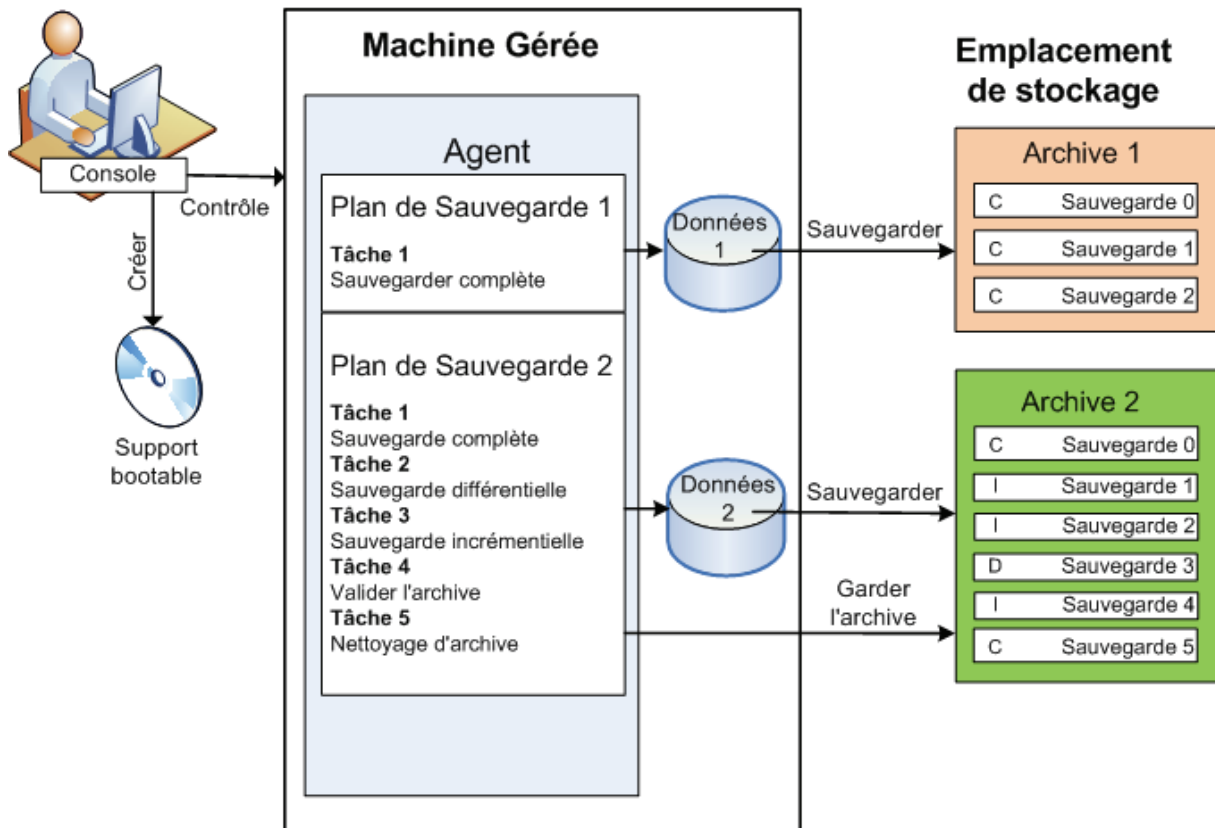 Console
Contrôle
Créer
Support
bootable
Machine Gérée
Agent
Plan de Sauvegarde 1
Tâche 1
Sauvegarder complète
Plan de Sauvegarde 2
Tâche 1
Sauvegarde complète
Tâche 2
Sauvegarde différentielle
Tâche 3
Sauvegarde incrémentielle
Tâche 4
Valider l'archive
Tâche 5
Nettoyage d'archive
Données
1
Sauvegarder
Données
2
Sauvegarder
Garder
l'archive
Emplacement
de stockage
Archive 1
C Sauvegarde 0
C Sauvegarde 1
C Sauvegarde 2
Archive 2
C Sauvegarde 0
I Sauvegarde 1
I Sauvegarde 2
D Sauvegarde 3
I Sauvegarde 4
C Sauvegarde 5